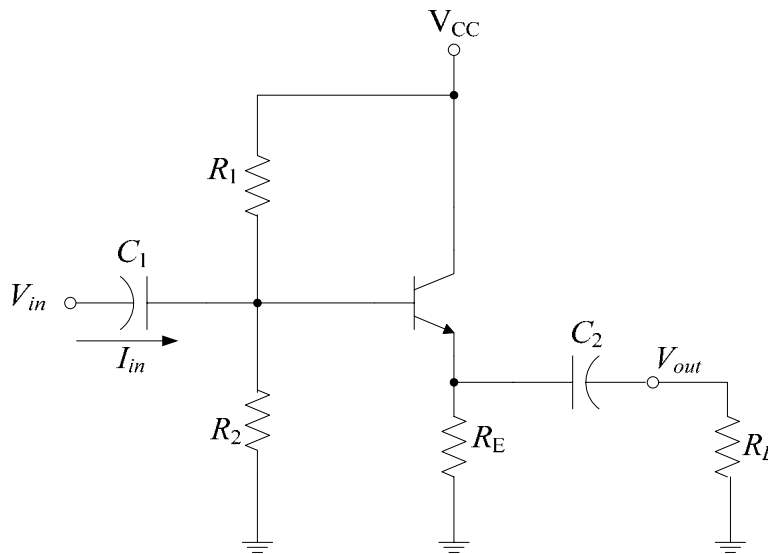 V_CC
R_1
C_1
V_in
I_in
C_2
V_out
R_2
R_E
R_L